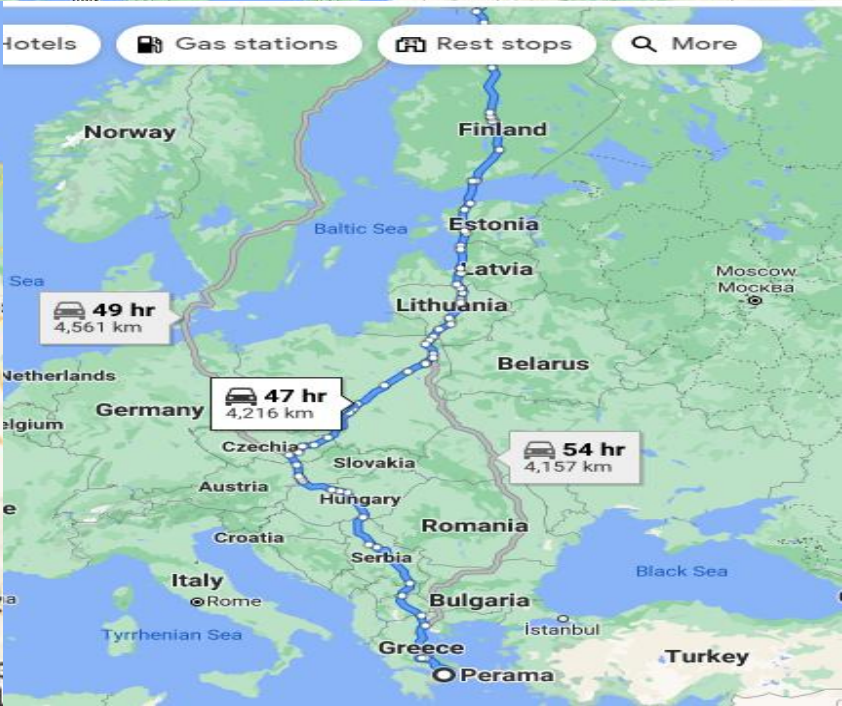 Hotels
Gas stations
Rest stops
More
Norway
Finland
Baltic Sea
Estonia
Latvia
Moscow
Москва
Sea
49 hr
4,561 km
Lithuania
Belarus
Netherlands
47 hr
4,216 km
Germany
elgium
Czechia
54 hr
4,157 km
Slovakia
Austria
Hungary
Romania
Croatia
Serbia
Black Sea
Italy
Rome
Bulgaria
İstanbul
Tyrrhenian Sea
Greece
Turkey
Perama